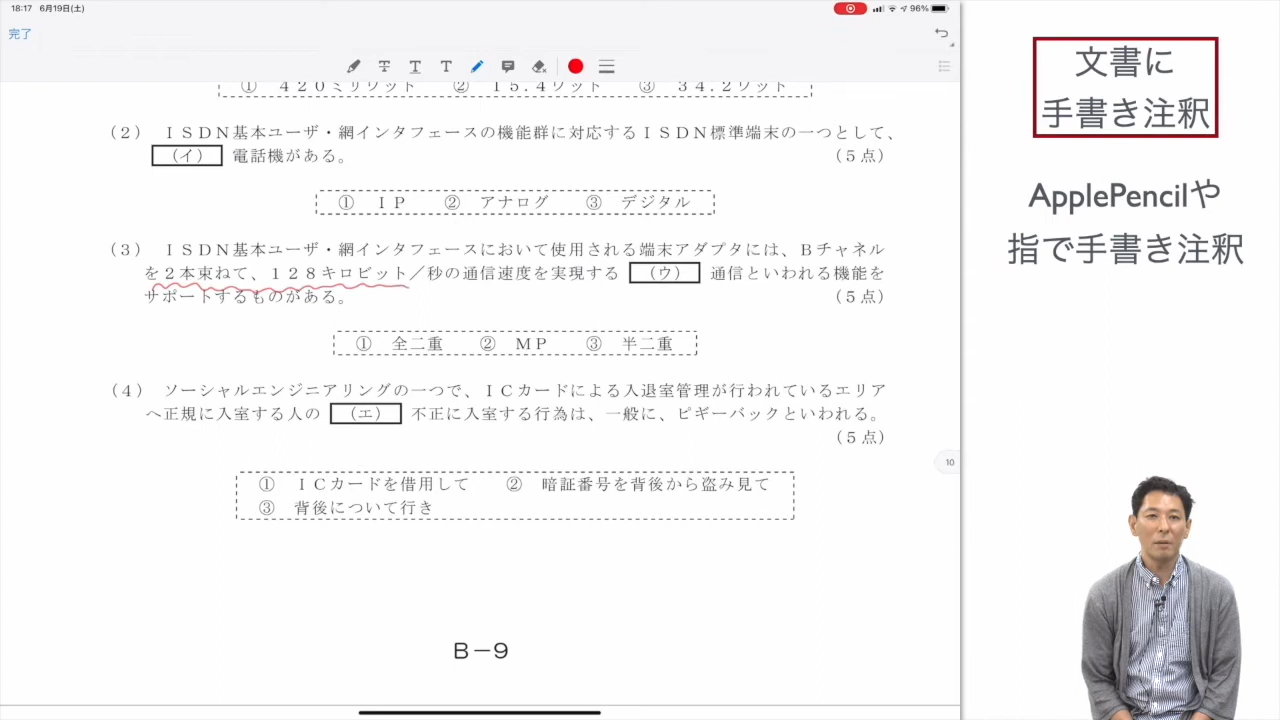 18:17 6月19日(土)
96%
完了
① 420ミリワット ② 15.4ワット ③ 34.2ワット
(2) ISDN基本ユーザ・網インタフェースの機能群に対応するISDN標準端末の一つとして、
(イ) 電話機がある。 (5点)
① IP ② アナログ ③ デジタル
(3) ISDN基本ユーザ・網インタフェースにおいて使用される端末アダプタには、Bチャネル
を2本束ねて、128キロビット/秒の通信速度を実現する (ウ) 通信といわれる機能を
サポートするものがある。 (5点)
① 全二重 ② MP ③ 半二重
(4) ソーシャルエンジニアリングの一つで、ICカードによる入退室管理が行われているエリア
へ正規に入室する人の (エ) 不正に入室する行為は、一般に、ピギーバックといわれる。
(5点)
① ICカードを借用して ② 暗証番号を背後から盗み見て
③ 背後について行き
10
B-9
文書に
手書き注釈
ApplePencilや
指で手書き注釈